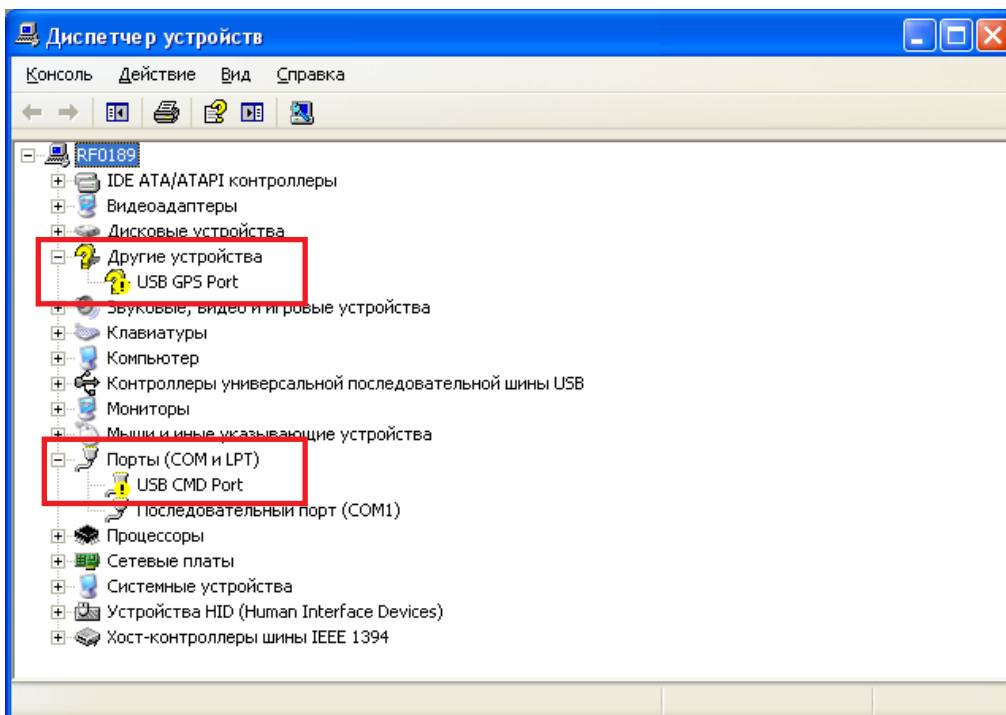 Диспетчер устройств
Консоль Действие Вид Справка
RF0189
IDE ATA/ATAPI контроллеры
Видеоадаптеры
Дисковые устройства
Другие устройства
USB GPS Port
Звуковые, видео и игровые устройства
Клавиатуры
Компьютер
Контроллеры универсальной последовательной шины USB
Мониторы
Мыши и иные указывающие устройства
Порты (COM и LPT)
USB CMD Port
Последовательный порт (COM1)
Процессоры
Сетевые платы
Системные устройства
Устройства HID (Human Interface Devices)
Хост-контроллеры шины IEEE 1394